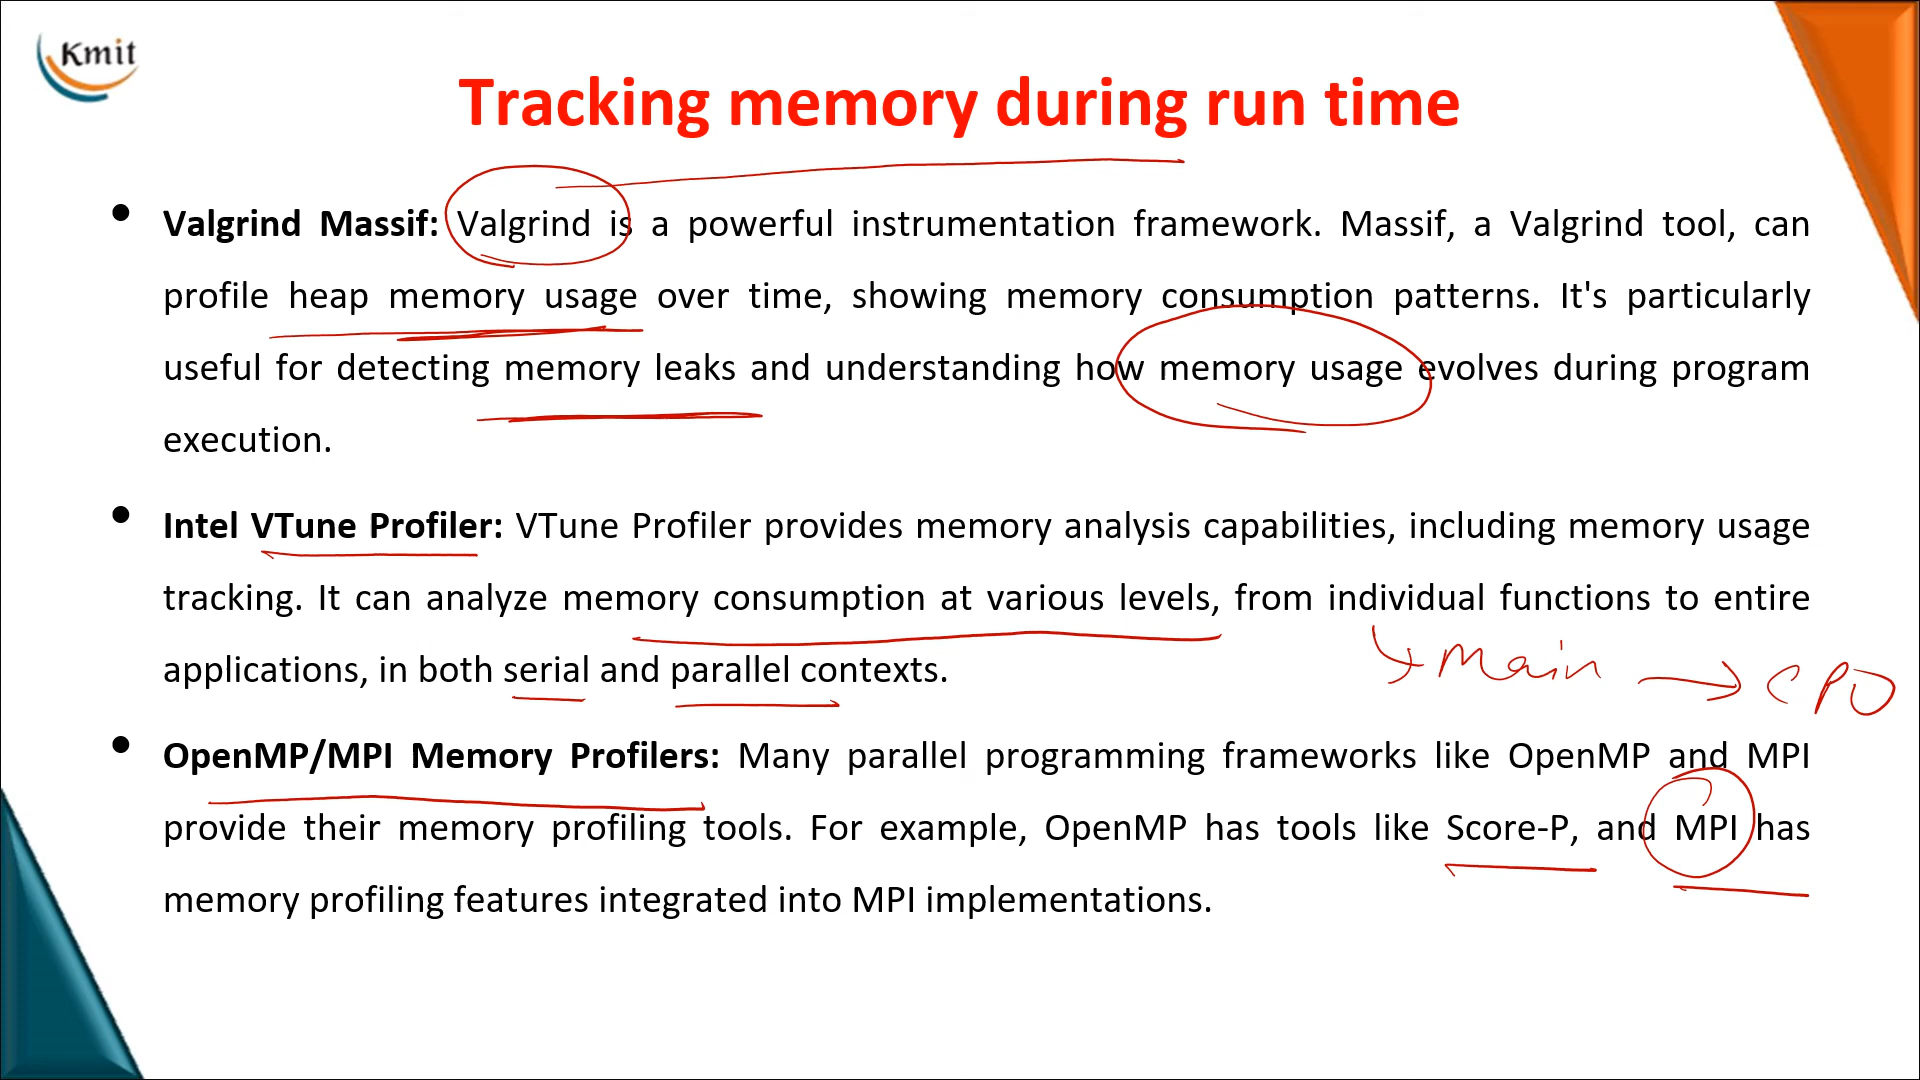 Kmit
Tracking memory during run time
• Valgrind Massif: Valgrind is a powerful instrumentation framework. Massif, a Valgrind tool, can
profile heap memory usage over time, showing memory consumption patterns. It's particularly
useful for detecting memory leaks and understanding how memory usage evolves during program
execution.
• Intel VTune Profiler: VTune Profiler provides memory analysis capabilities, including memory usage
tracking. It can analyze memory consumption at various levels, from individual functions to entire
applications, in both serial and parallel contexts.
Main → CPU
• OpenMP/MPI Memory Profilers: Many parallel programming frameworks like OpenMP and MPI
provide their memory profiling tools. For example, OpenMP has tools like Score-P, and MPI has
memory profiling features integrated into MPI implementations.